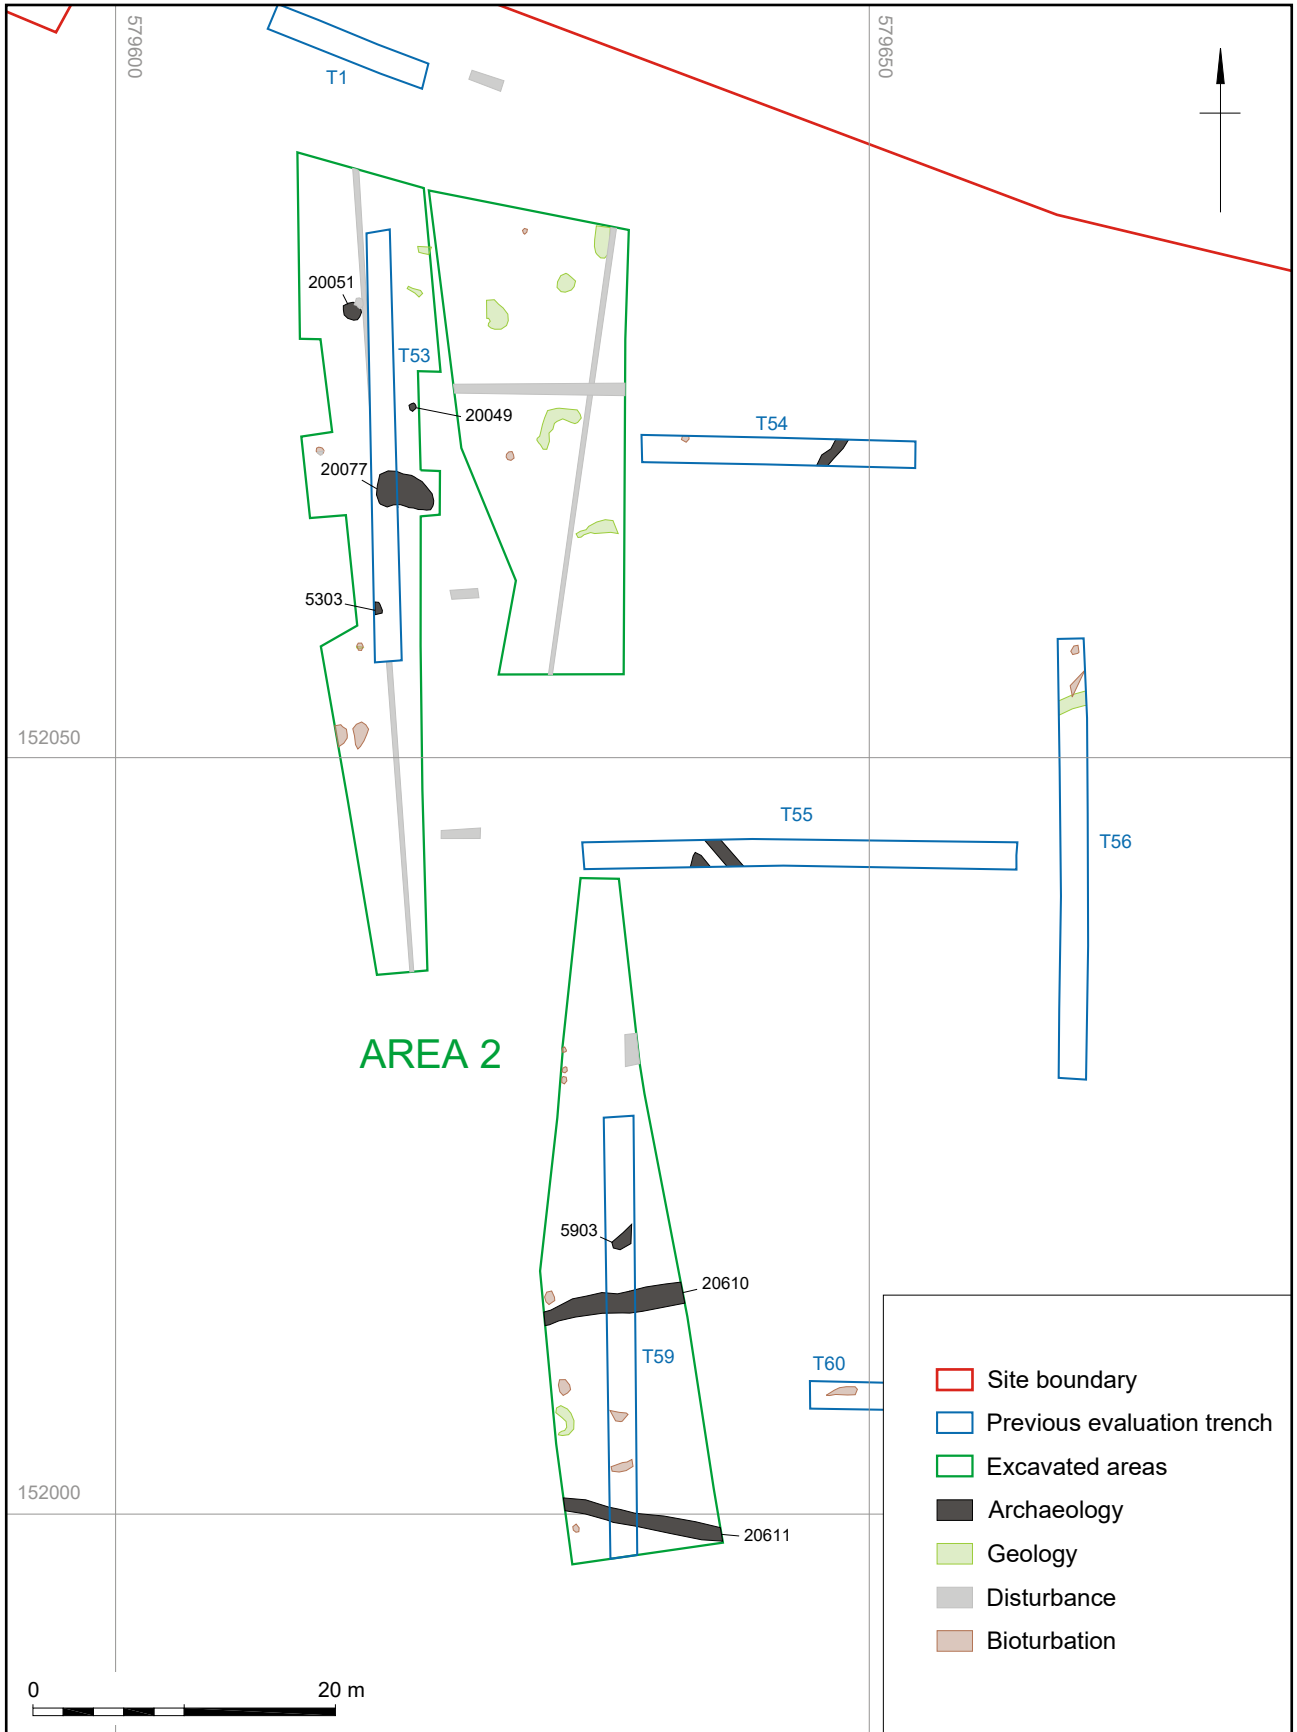 579600
579650
T1
20051
T53
20049
T54
20077
5303
152050
T55
T56
AREA 2
5903
20610
T59
T60
Site boundary
Previous evaluation trench
Excavated areas
152000
Archaeology
20611
Geology
Disturbance
Bioturbation
0 20 m